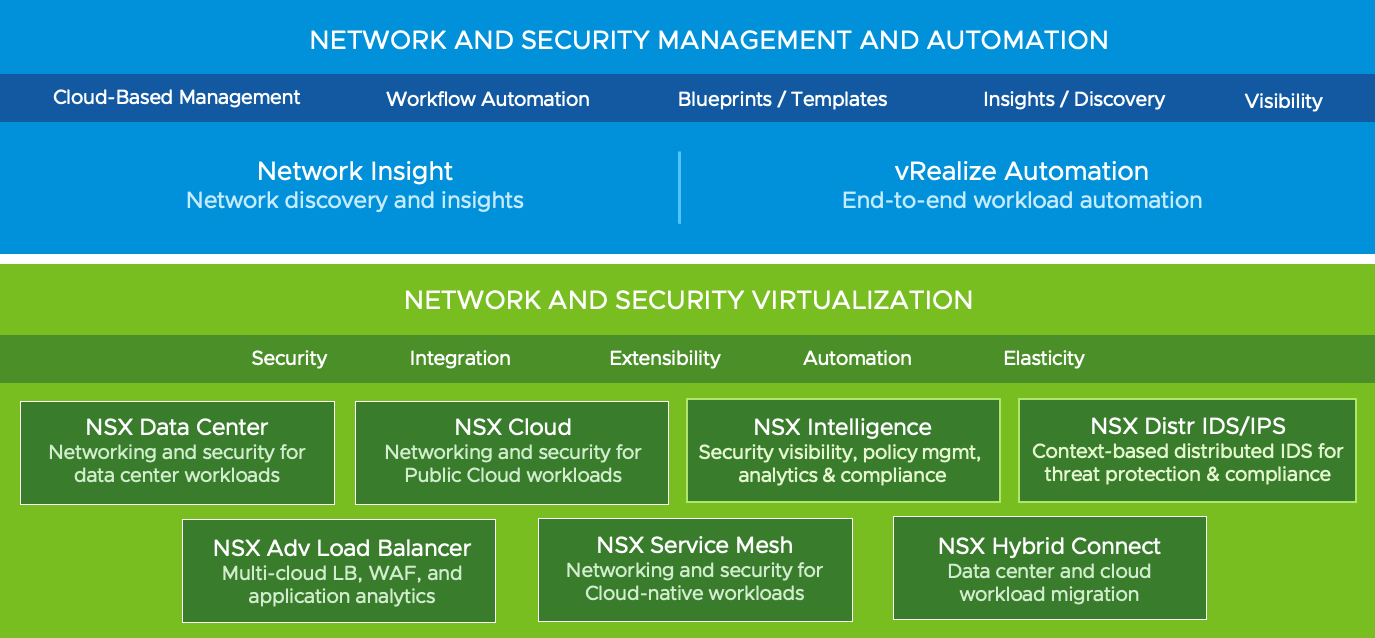 NETWORK AND SECURITY MANAGEMENT AND AUTOMATION
Cloud-Based Management Workflow Automation Blueprints / Templates Insights / Discovery Visibility
Network Insight
Network discovery and insights
vRealize Automation
End-to-end workload automation
NETWORK AND SECURITY VIRTUALIZATION
Security Integration Extensibility Automation Elasticity
NSX Data Center
Networking and security for
data center workloads
NSX Cloud
Networking and security for
Public Cloud workloads
NSX Intelligence
Security visibility, policy mgmt,
analytics & compliance
NSX Distr IDS/IPS
Context-based distributed IDS for
threat protection & compliance
NSX Adv Load Balancer
Multi-cloud LB, WAF, and
application analytics
NSX Service Mesh
Networking and security for
Cloud-native workloads
NSX Hybrid Connect
Data center and cloud
workload migration